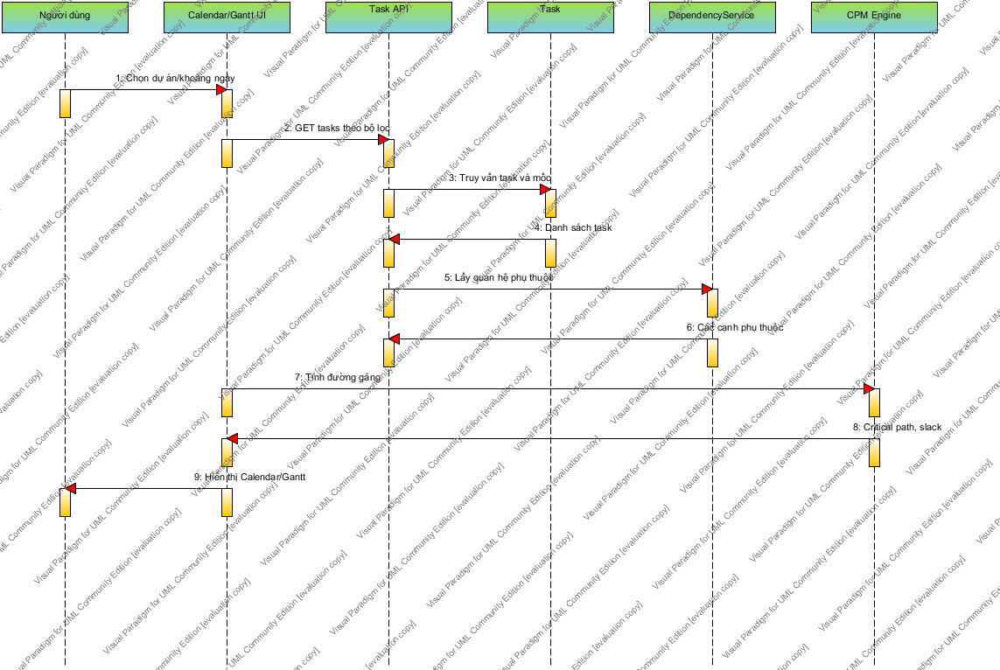 Người dùng
Calendar/Gantt UI
Task API
Task
DependencyService
CPM Engine
1: Chọn dự án/khoảng ngày
2: GET tasks theo bộ lọc
3: Truy vấn task và mốc
4: Danh sách task
5: Lấy quan hệ phụ thuộc
6: Các cạnh phụ thuộc
7: Tính đường găng
8: Critical path, slack
9: Hiển thị Calendar/Gantt
Visual Paradigm for UML Community Edition [evaluation copy]